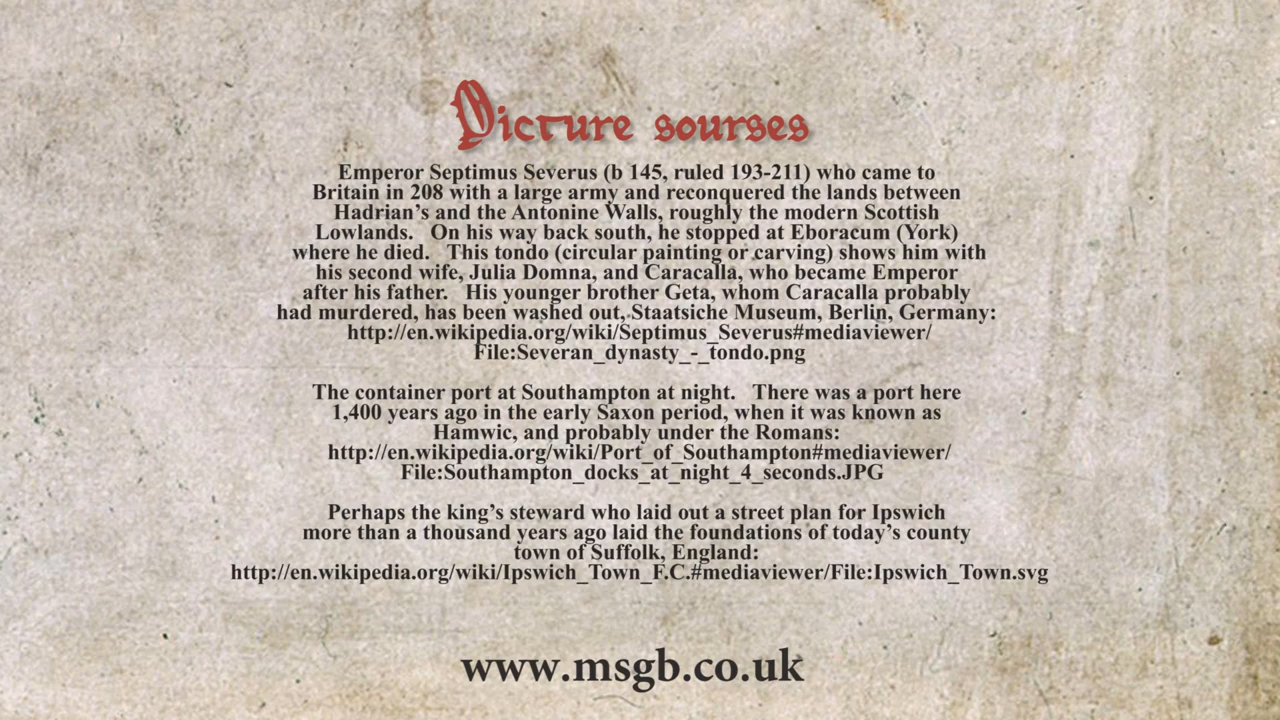 Picture sourses
Emperor Septimus Severus (b 145, ruled 193-211) who came to
Britain in 208 with a large army and reconquered the lands between
Hadrian’s and the Antonine Walls, roughly the modern Scottish
Lowlands.   On his way back south, he stopped at Eboracum (York)
where he died.   This tondo (circular painting or carving) shows him with
his second wife, Julia Domna, and Caracalla, who became Emperor
after his father.   His younger brother Geta, whom Caracalla probably
had murdered, has been washed out, Staatsiche Museum, Berlin, Germany:
http://en.wikipedia.org/wiki/Septimus_Severus#mediaviewer/
File:Severan_dynasty_-_tondo.png
The container port at Southampton at night.   There was a port here
1,400 years ago in the early Saxon period, when it was known as
Hamwic, and probably under the Romans:
http://en.wikipedia.org/wiki/Port_of_Southampton#mediaviewer/
File:Southampton_docks_at_night_4_seconds.JPG
Perhaps the king’s steward who laid out a street plan for Ipswich
more than a thousand years ago laid the foundations of today’s county
town of Suffolk, England:
http://en.wikipedia.org/wiki/Ipswich_Town_F.C.#mediaviewer/File:Ipswich_Town.svg
www.msgb.co.uk